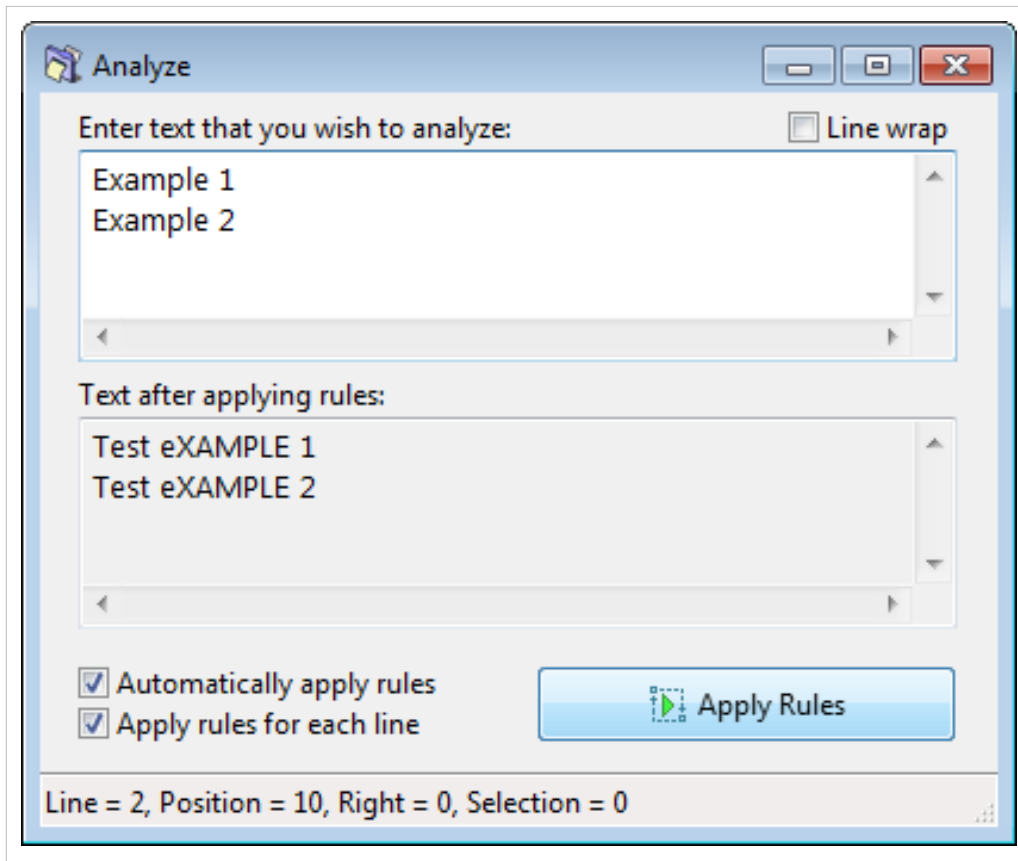 Analyze
Enter text that you wish to analyze: Line wrap
Example 1
Example 2
Text after applying rules:
Test eXAMPLE 1
Test eXAMPLE 2
Automatically apply rules
Apply rules for each line
Apply Rules
Line = 2, Position = 10, Right = 0, Selection = 0